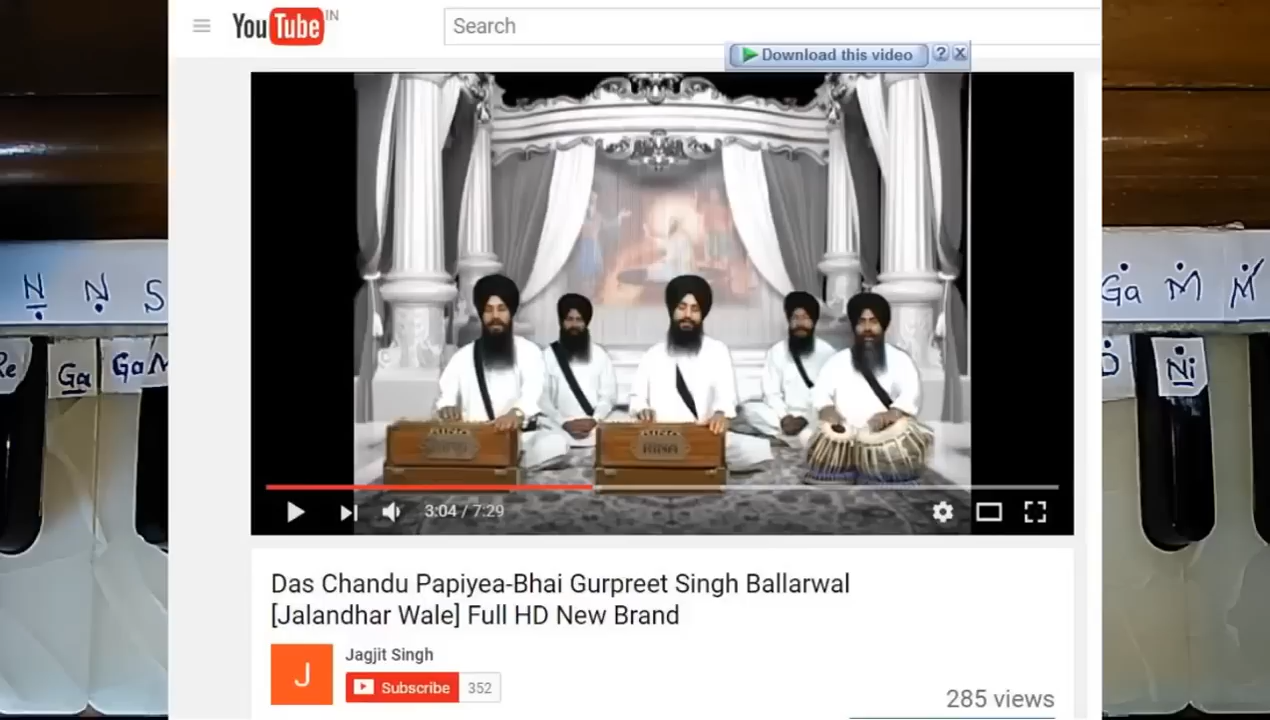 YouTube IN
Search
Download this video ? x
RINA
3:04 / 7:29
Das Chandu Papiyea-Bhai Gurpreet Singh Ballarwal
[Jalandhar Wale] Full HD New Brand
J
Jagjit Singh
Subscribe 352
285 views
N N S
Re Ga Ga M
Ga M M
D Ni